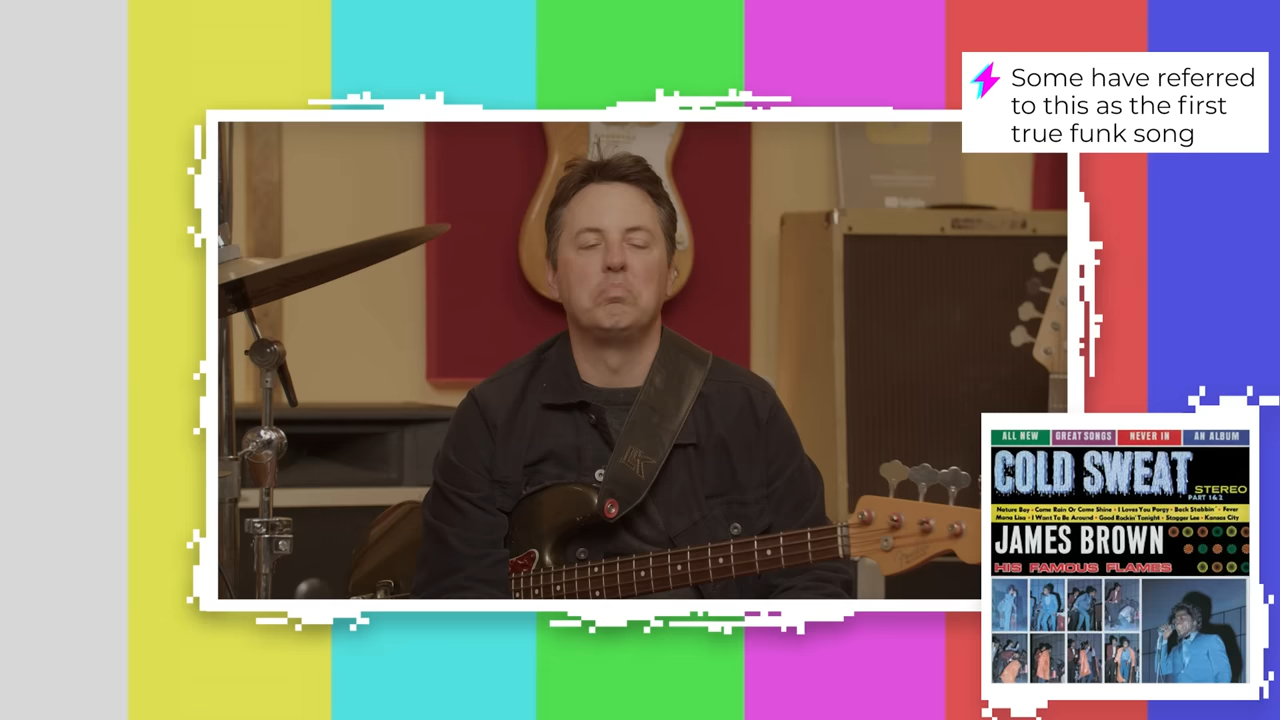 Some have referred
to this as the first
true funk song
ALL NEW GREAT SONGS NEVER IN AN ALBUM
COLD SWEAT
STEREO
PART 1&2
Nature Boy · Come Rain Or Come Shine · I Loves You Porgy · Back Stabbin' · Fever
Mona Lisa · I Want To Be Around · Good Rockin' Tonight · Stagger Lee · Kansas City
JAMES BROWN
HIS FAMOUS FLAMES
LK